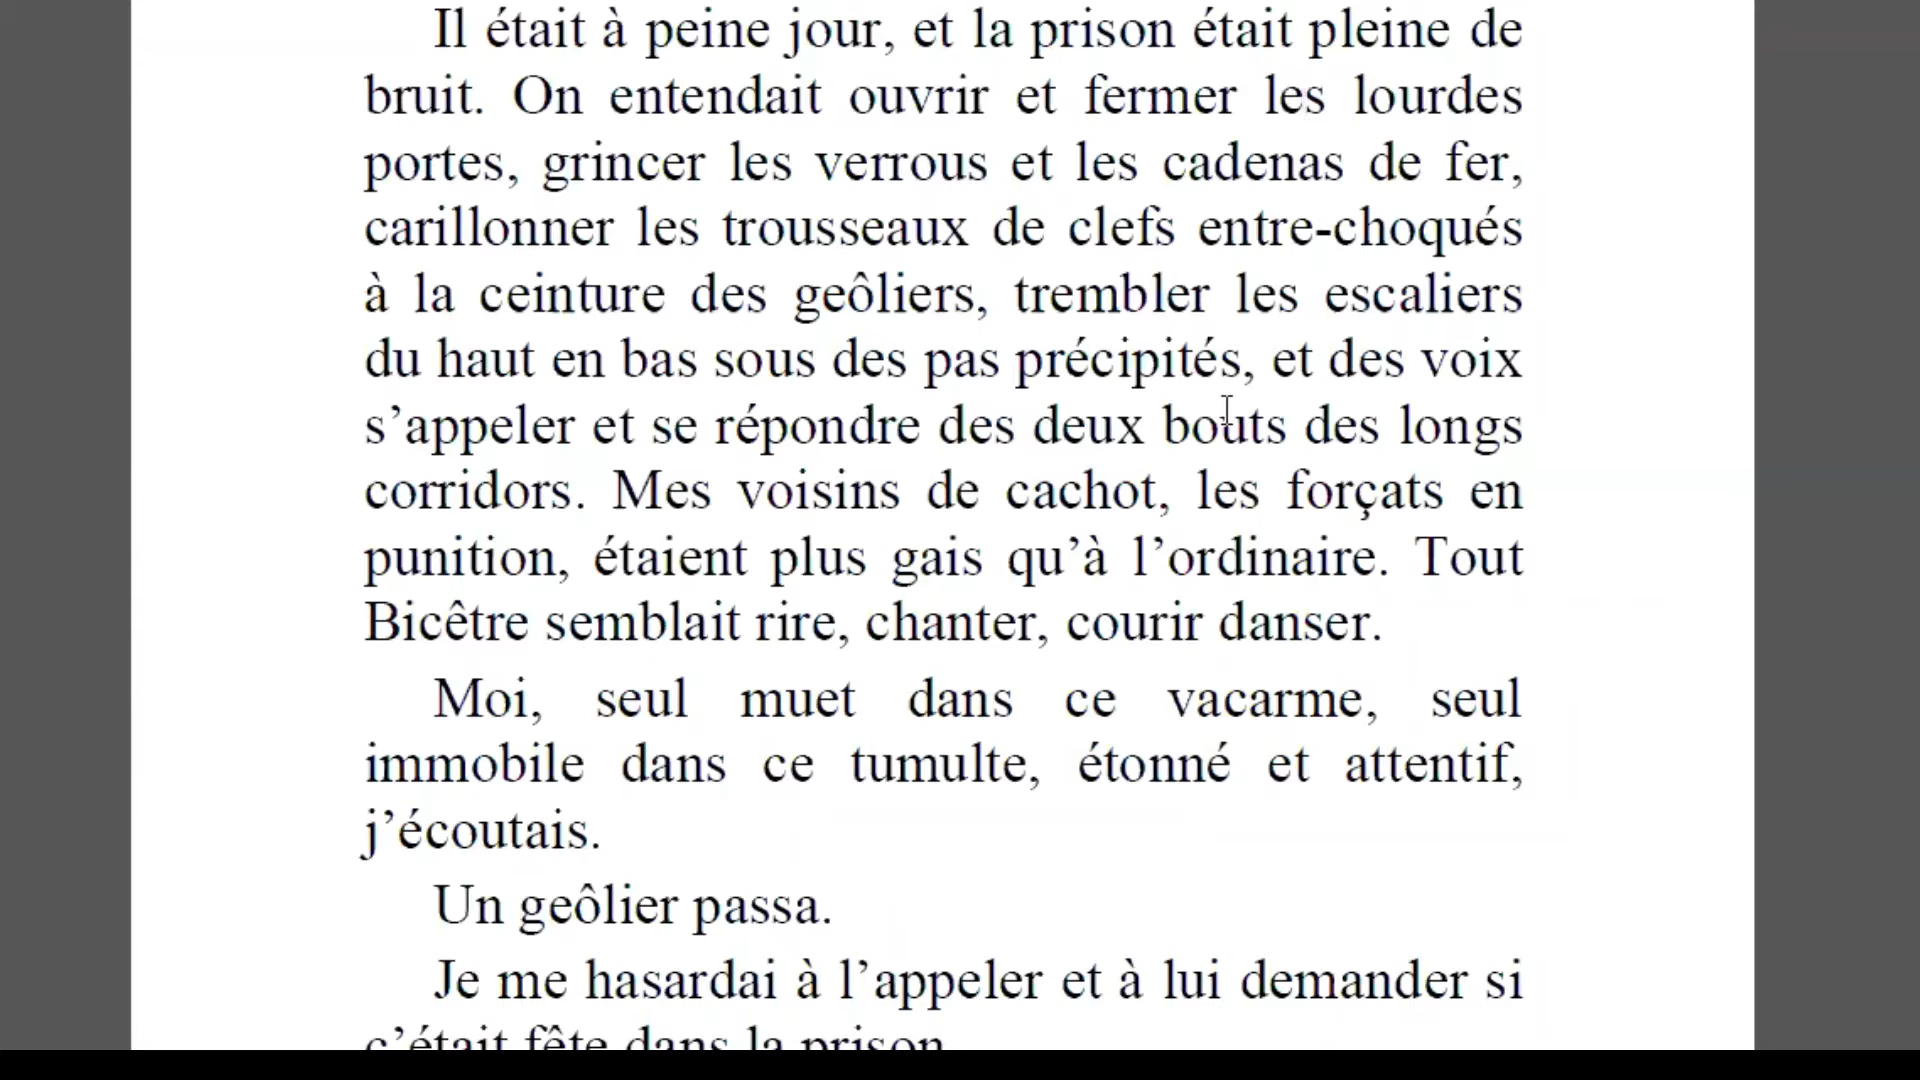 Il était à peine jour, et la prison était pleine de
bruit. On entendait ouvrir et fermer les lourdes
portes, grincer les verrous et les cadenas de fer,
carillonner les trousseaux de clefs entre-choqués
à la ceinture des geôliers, trembler les escaliers
du haut en bas sous des pas précipités, et des voix
s’appeler et se répondre des deux bouts des longs
corridors. Mes voisins de cachot, les forçats en
punition, étaient plus gais qu’à l’ordinaire. Tout
Bicêtre semblait rire, chanter, courir danser.
Moi, seul muet dans ce vacarme, seul
immobile dans ce tumulte, étonné et attentif,
j’écoutais.
Un geôlier passa.
Je me hasardai à l’appeler et à lui demander si
c’était fête dans la prison